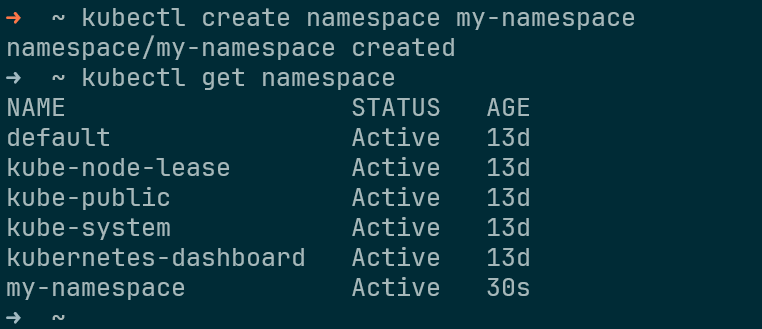 ➜  ~ kubectl create namespace my-namespace
namespace/my-namespace created
➜  ~ kubectl get namespace
NAME                   STATUS   AGE
default                Active   13d
kube-node-lease        Active   13d
kube-public            Active   13d
kube-system            Active   13d
kubernetes-dashboard   Active   13d
my-namespace           Active   30s
➜  ~